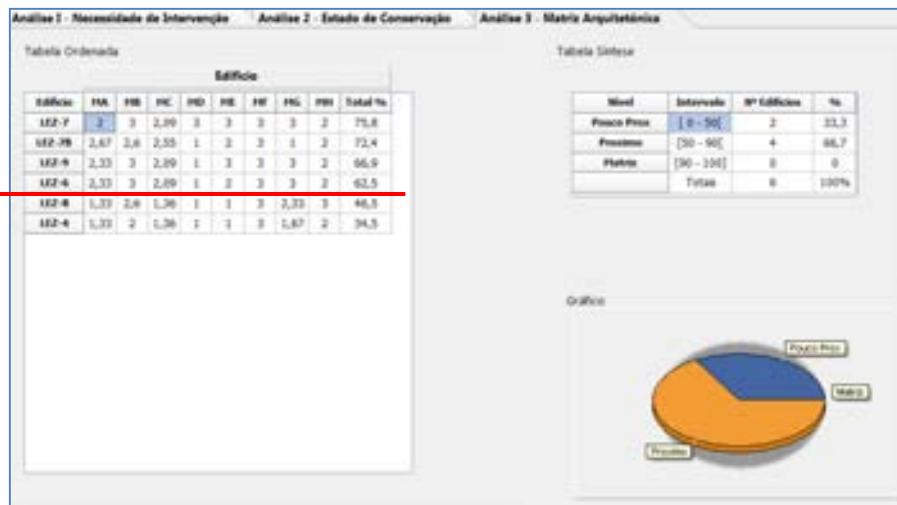 Análise I - Necessidade de Intervenção Análise 2 - Estado de Conservação Análise 3 - Matriz Arquitetónica
Tabela Ordenada
Edifício
Edifício MA MB MC MD ME MF MG MH Total %
LEZ-7 2 3 2,09 3 3 3 3 2 75,8
LEZ-7B 2,67 2,6 2,55 1 2 3 1 2 72,4
LEZ-9 2,33 3 2,09 1 3 3 3 2 66,9
LEZ-6 2,33 3 2,09 1 2 3 3 2 62,5
LEZ-8 1,33 2,6 1,36 1 1 3 2,33 3 46,5
LEZ-4 1,33 2 1,36 1 1 3 1,67 2 34,5
Tabela Síntese
Nível Intervalo Nº Edifícios %
Pouco Prox [ 0 - 50[ 2 33,3
Proximo [50 - 90[ 4 66,7
Matriz [90 - 100] 0 0
Totais 6 100%
Gráfico
Pouco Prox
Matriz
Proximo